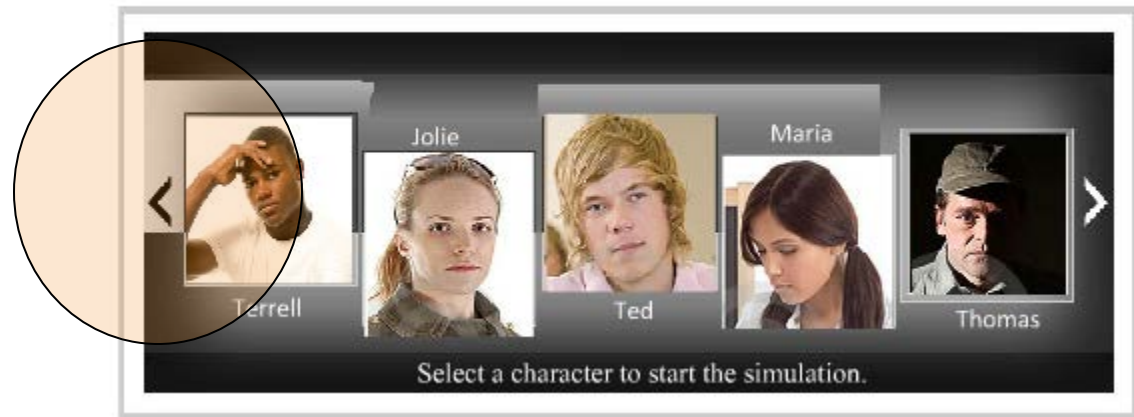 Jolie
Maria
Terrell
Ted
Thomas
Select a character to start the simulation.